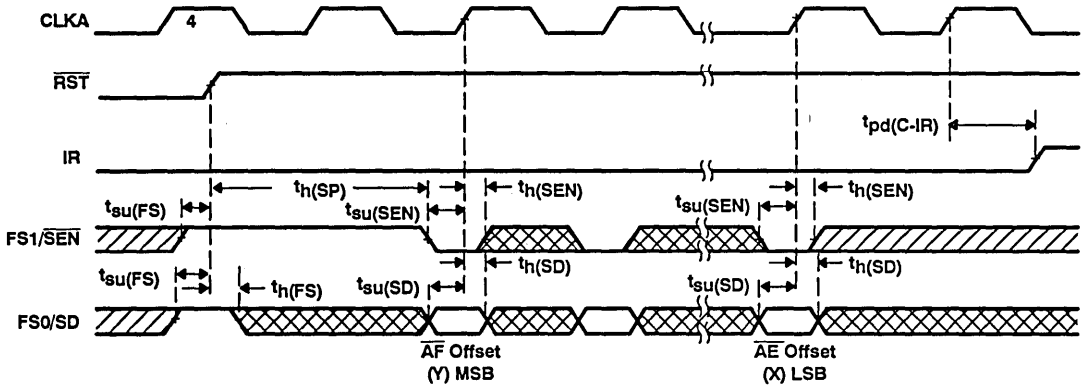 CLKA
4
RST
tpd(C-IR)
IR
th(SP)
th(SEN)
th(SEN)
tsu(FS)
tsu(SEN)
tsu(SEN)
FS1/SEN
tsu(FS)
th(FS)
tsu(SD)
th(SD)
tsu(SD)
th(SD)
FS0/SD
AF Offset
(Y) MSB
AE Offset
(X) LSB